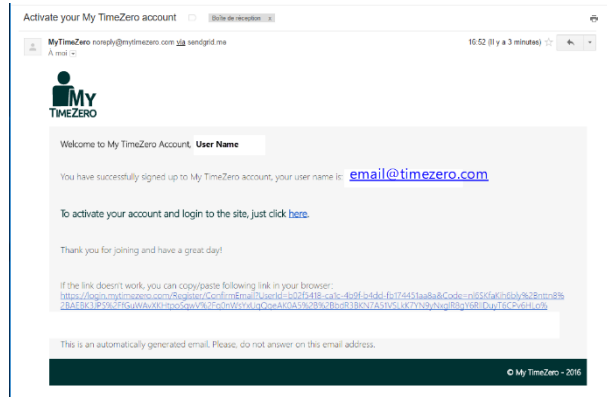 Activate your My TimeZero account
Boîte de réception x
MyTimeZero noreply@mytimezero.com via sendgrid.me
16:52 (Il y a 3 minutes)
À moi
MY
TIMEZERO
Welcome to My TimeZero Account, User Name
You have successfully signed up to My TimeZero account, your user name is: email@timezero.com
To activate your account and login to the site, just click here.
Thank you for joining and have a great day!
If the link doesn't work, you can copy/paste following link in your browser:
This is an automatically generated email. Please, do not answer on this email address.
© My TimeZero - 2016